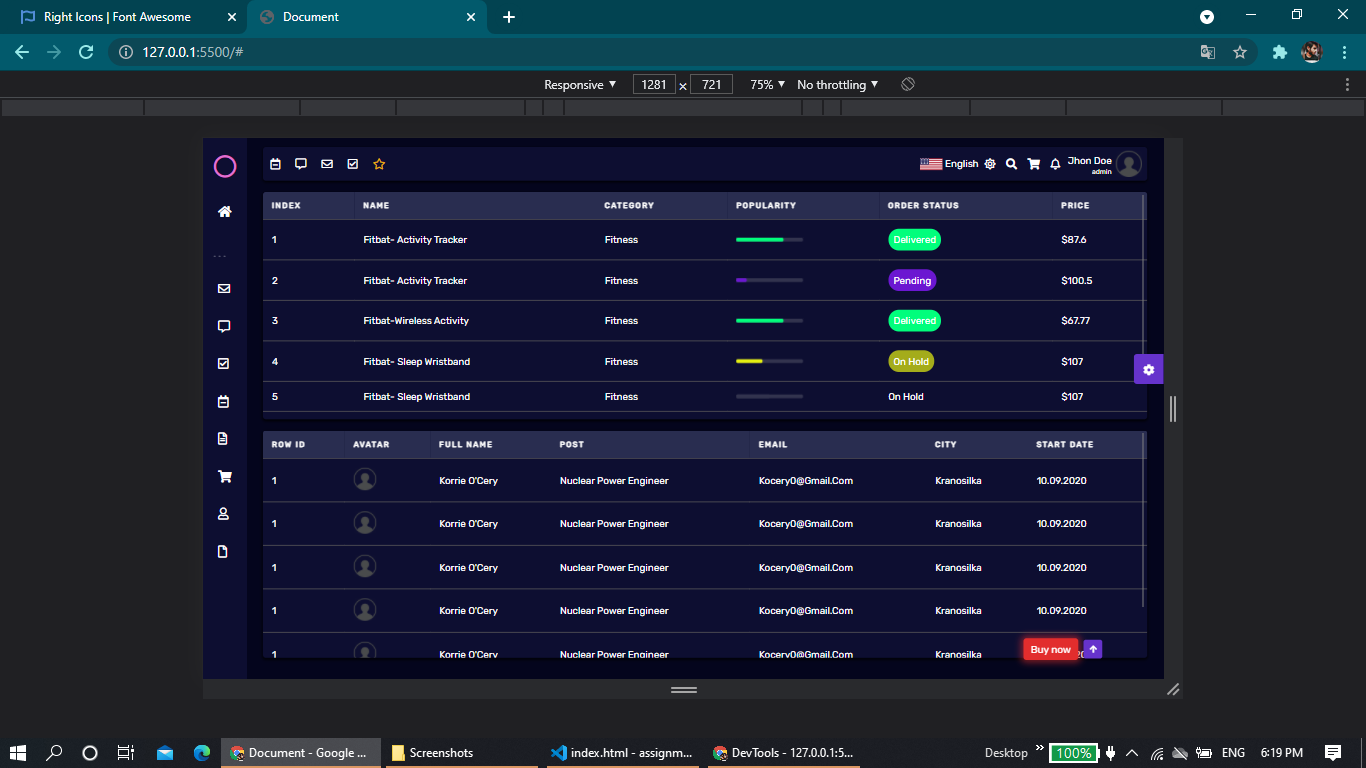 Right Icons | Font Awesome
Document
127.0.0.1:5500/#
Responsive 1281 × 721 75% No throttling
English
Jhon Doe
admin
INDEX NAME CATEGORY POPULARITY ORDER STATUS PRICE
1 Fitbat- Activity Tracker Fitness Delivered $87.6
2 Fitbat- Activity Tracker Fitness Pending $100.5
3 Fitbat-Wireless Activity Fitness Delivered $67.77
4 Fitbat- Sleep Wristband Fitness On Hold $107
5 Fitbat- Sleep Wristband Fitness On Hold $107
ROW ID AVATAR FULL NAME POST EMAIL CITY START DATE
1 Korrie O'Cery Nuclear Power Engineer Kocery0@Gmail.Com Kranosilka 10.09.2020
1 Korrie O'Cery Nuclear Power Engineer Kocery0@Gmail.Com Kranosilka 10.09.2020
1 Korrie O'Cery Nuclear Power Engineer Kocery0@Gmail.Com Kranosilka 10.09.2020
1 Korrie O'Cery Nuclear Power Engineer Kocery0@Gmail.Com Kranosilka 10.09.2020
1 Korrie O'Cery Nuclear Power Engineer Kocery0@Gmail.Com Kranosilka
Buy now
Document - Google ... Screenshots index.html - assignm... DevTools - 127.0.0.1:5... Desktop 100% ENG 6:19 PM